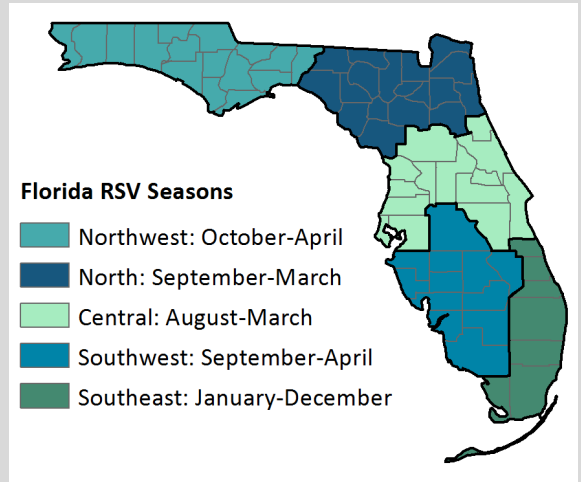 Florida RSV Seasons
Northwest: October-April
North: September-March
Central: August-March
Southwest: September-April
Southeast: January-December